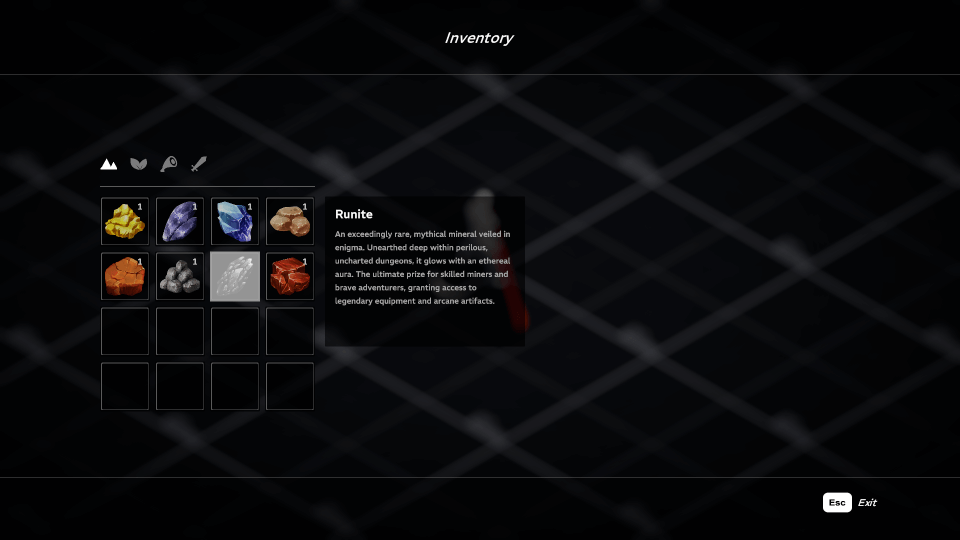 Inventory
1
1
1
1
1
1
1
Runite
An exceedingly rare, mythical mineral veiled in
enigma. Unearthed deep within perilous,
uncharted dungeons, it glows with an ethereal
aura. The ultimate prize for skilled miners and
brave adventurers, granting access to
legendary equipment and arcane artifacts.
Esc Exit